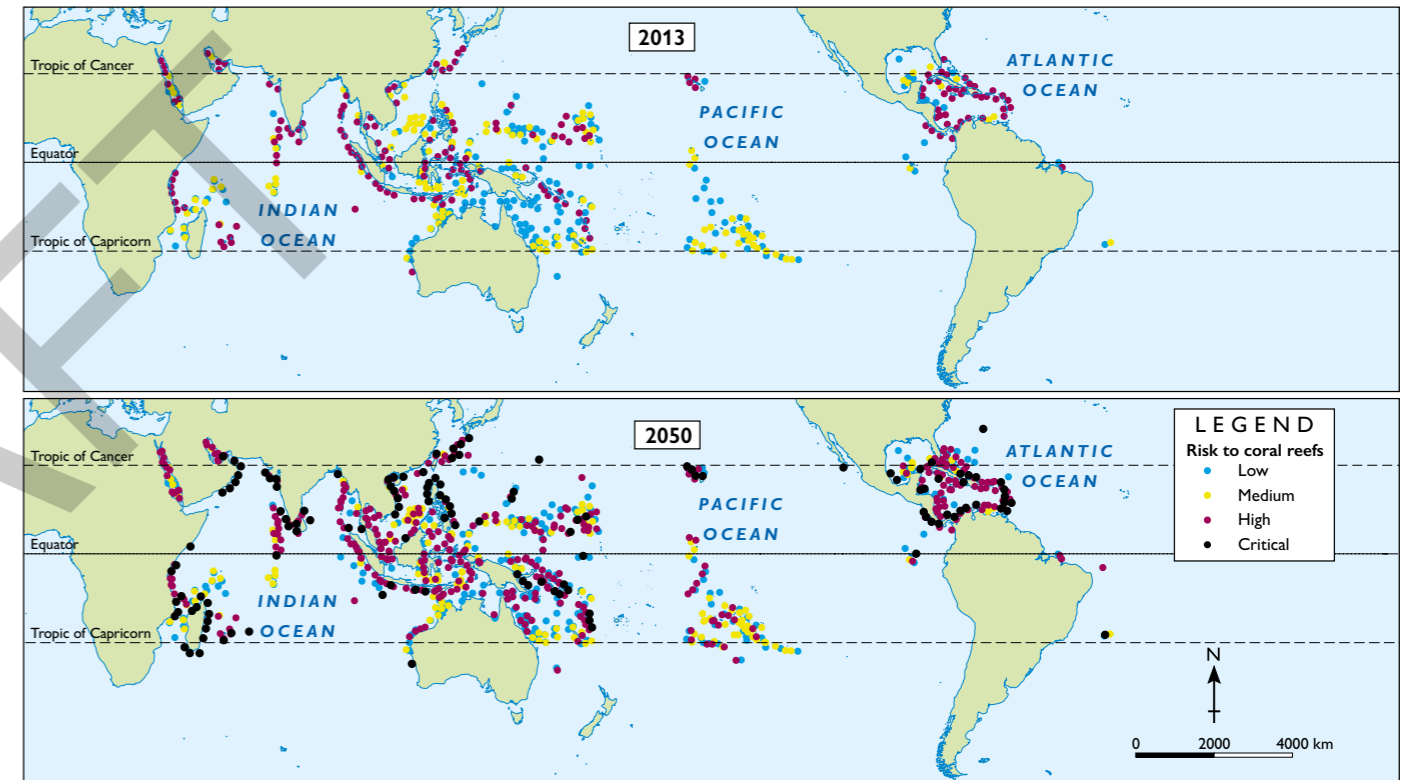 2013
Tropic of Cancer
ATLANTIC
OCEAN
PACIFIC
OCEAN
Equator
INDIAN
OCEAN
Tropic of Capricorn
2050
LEGEND
Risk to coral reefs
Low
Medium
High
Critical
Tropic of Cancer
ATLANTIC
OCEAN
PACIFIC
OCEAN
Equator
INDIAN
OCEAN
Tropic of Capricorn
N
0 2000 4000 km